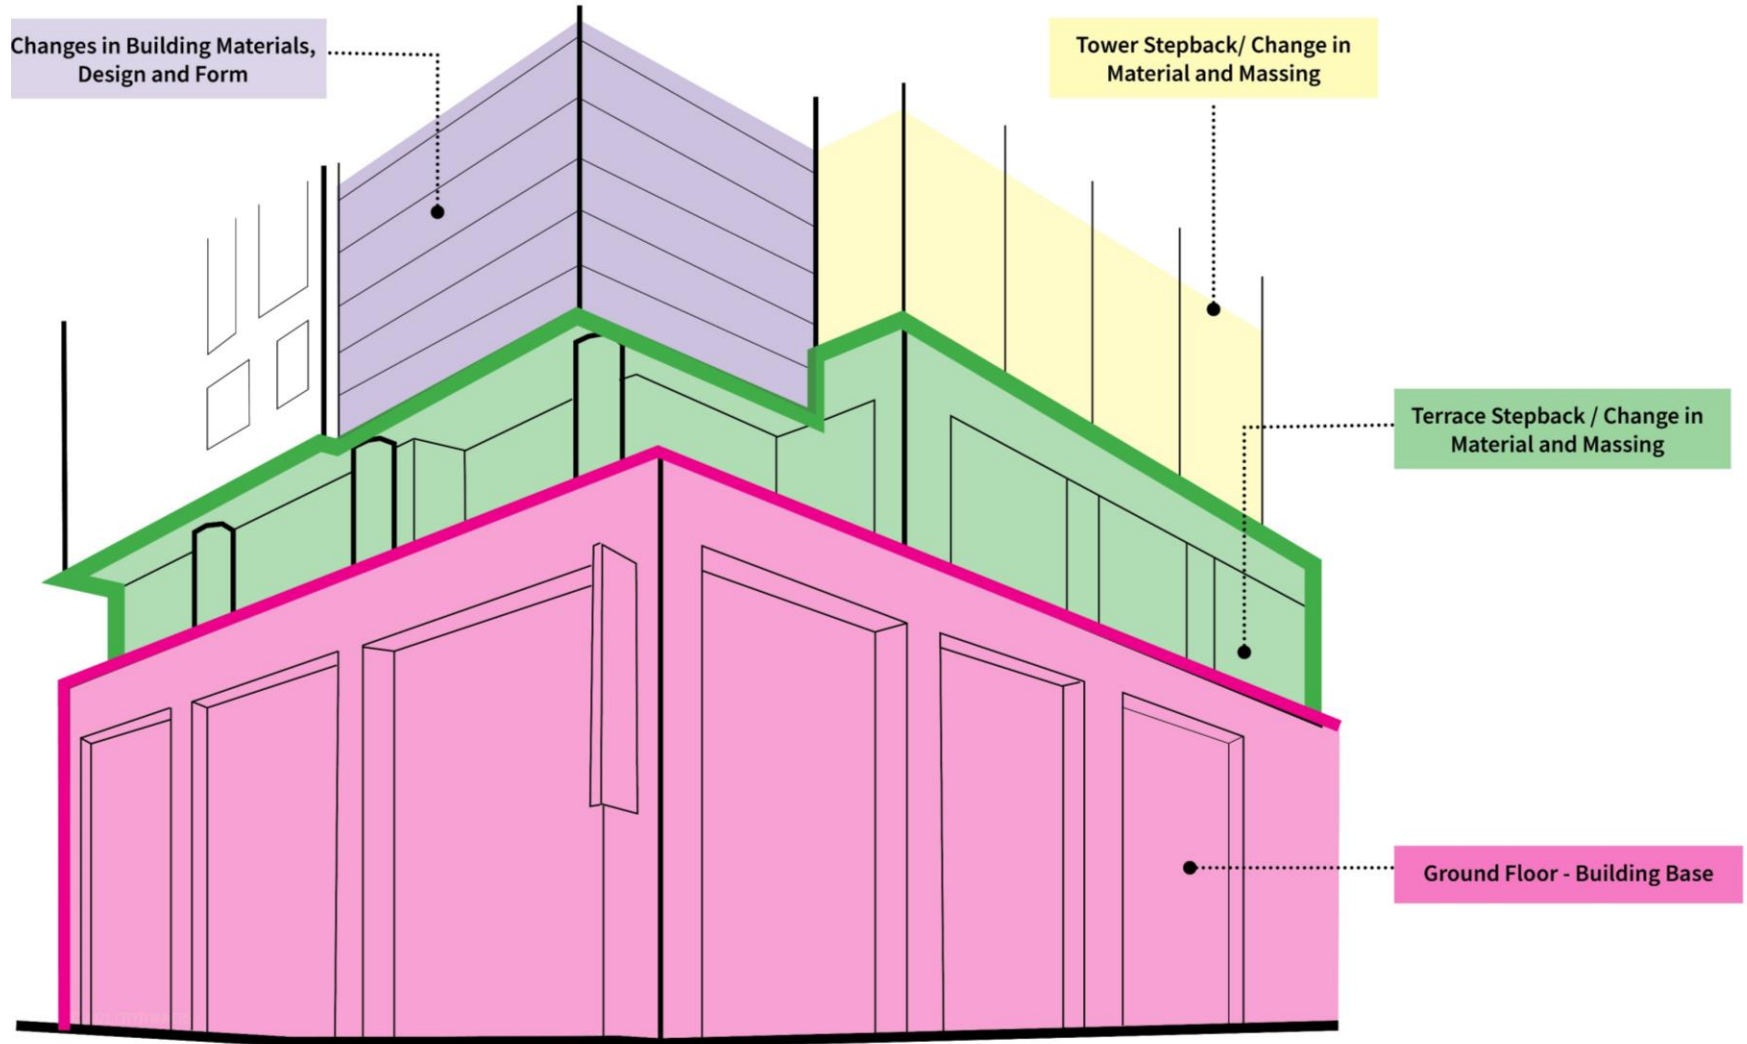 Changes in Building Materials,
Design and Form
Tower Stepback/ Change in
Material and Massing
Terrace Stepback / Change in
Material and Massing
Ground Floor - Building Base